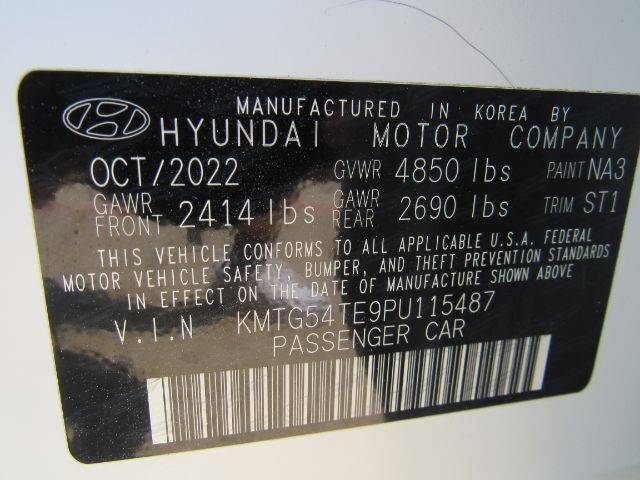 MANUFACTURED IN KOREA BY
HYUNDAI MOTOR COMPANY
OCT/2022 GVWR 4850 lbs PAINT NA3
GAWR FRONT 2414 lbs GAWR REAR 2690 lbs TRIM ST1
THIS VEHICLE CONFORMS TO ALL APPLICABLE U.S.A. FEDERAL
MOTOR VEHICLE SAFETY, BUMPER, AND THEFT PREVENTION STANDARDS
IN EFFECT ON THE DATE OF MANUFACTURE SHOWN ABOVE
V.I.N KMTG54TE9PU115487
PASSENGER CAR